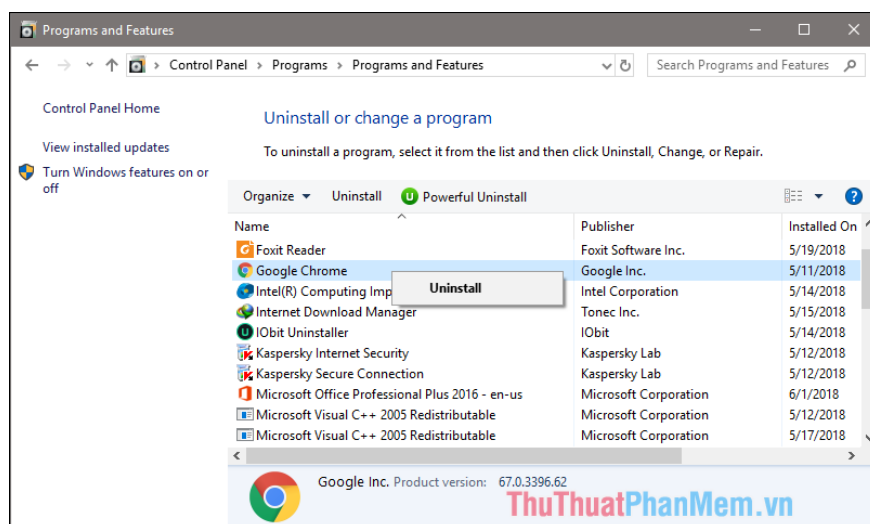 Programs and Features
Control Panel > Programs > Programs and Features
Search Programs and Features
Control Panel Home
View installed updates
Turn Windows features on or
off
Uninstall or change a program
To uninstall a program, select it from the list and then click Uninstall, Change, or Repair.
Organize Uninstall U Powerful Uninstall ?
Name Publisher Installed On
Foxit Reader Foxit Software Inc. 5/19/2018
Google Chrome Google Inc. 5/11/2018
Uninstall
Intel(R) Computing Imp Intel Corporation 5/14/2018
Internet Download Manager Tonec Inc. 5/15/2018
IObit Uninstaller IObit 5/14/2018
Kaspersky Internet Security Kaspersky Lab 5/12/2018
Kaspersky Secure Connection Kaspersky Lab 5/12/2018
Microsoft Office Professional Plus 2016 - en-us Microsoft Corporation 6/1/2018
Microsoft Visual C++ 2005 Redistributable Microsoft Corporation 5/12/2018
Microsoft Visual C++ 2005 Redistributable Microsoft Corporation 5/17/2018
Google Inc. Product version: 67.0.3396.62
ThuThuatPhanMem.vn